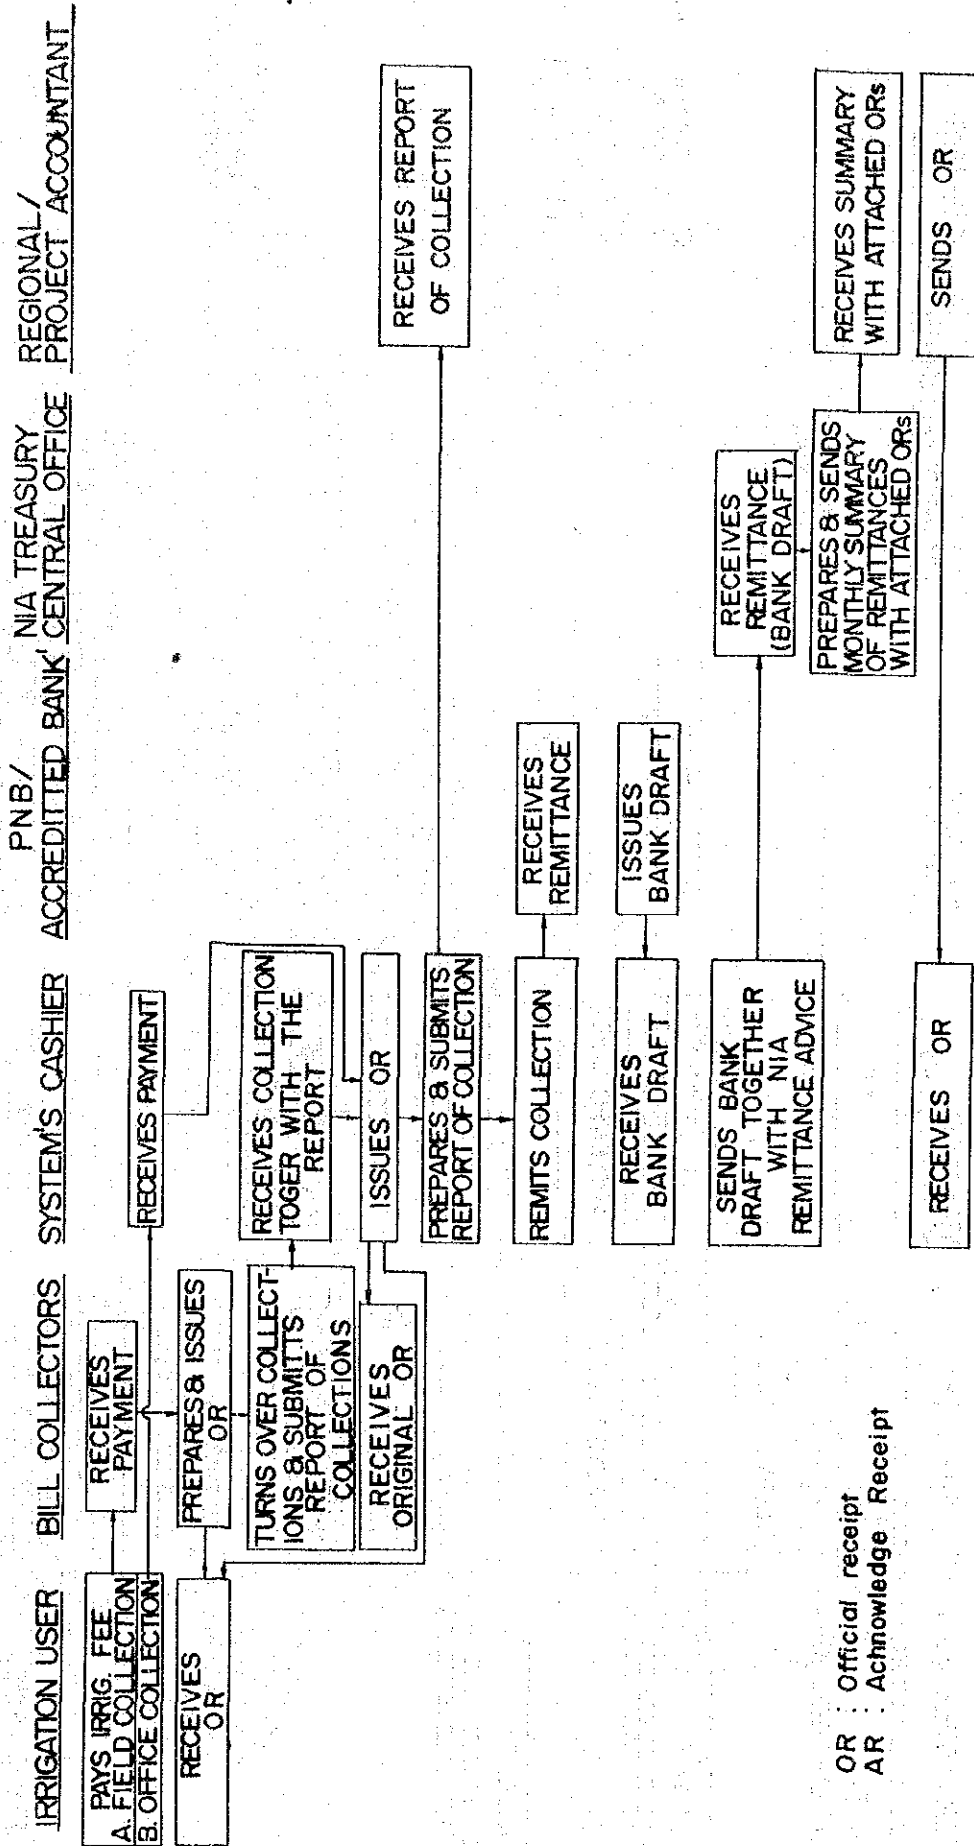 IRRIGATION USER
BILL COLLECTORS
SYSTEM'S CASHIER
PNB/
ACCREDITTED BANK'
NIA TREASURY
CENTRAL OFFICE
REGIONAL/
PROJECT ACCOUNTANT
PAYS IRRIG. FEE
A. FIELD COLLECTION
B. OFFICE COLLECTION
RECEIVES
PAYMENT
RECEIVES PAYMENT
RECEIVES
OR
PREPARES & ISSUES
OR
TURNS OVER COLLECT-
IONS & SUBMITTS
REPORT OF
COLLECTIONS
RECEIVES COLLECTION
TOGER WITH THE
REPORT
RECEIVES
ORIGINAL OR
ISSUES OR
PREPARES & SUBMITS
REPORT OF COLLECTION
RECEIVES REPORT
OF COLLECTION
REMITS COLLECTION
RECEIVES
REMITTANCE
RECEIVES
BANK DRAFT
ISSUES
BANK DRAFT
SENDS BANK
DRAFT TOGETHER
WITH NIA
REMITTANCE ADVICE
RECEIVES
REMITTANCE
(BANK DRAFT)
PREPARES & SENDS
MONTHLY SUMMARY
OF REMITTANCES
WITH ATTACHED ORs
RECEIVES SUMMARY
WITH ATTACHED ORs
RECEIVES OR
SENDS OR
OR : Official receipt
AR : Achnowledge Receipt